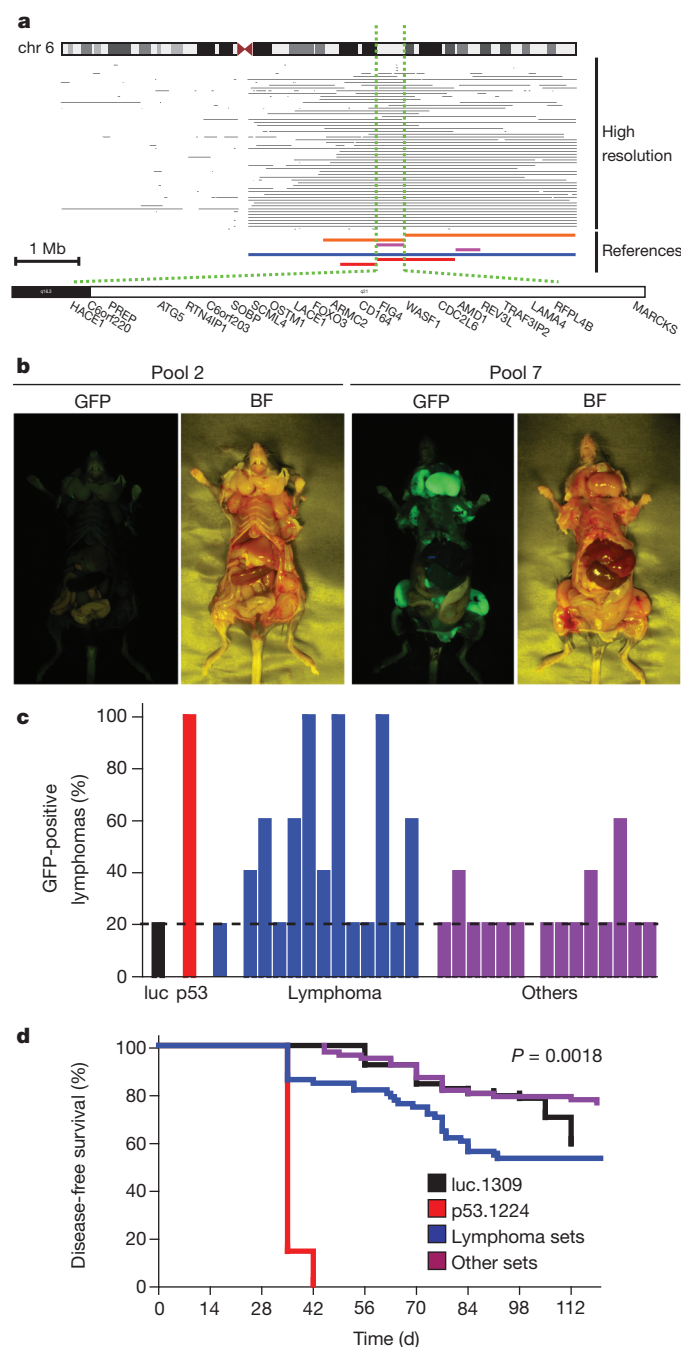 a
chr 6
High
resolution
References
1 Mb
q16.3
q21
HACE1
C6orf220
PREP
ATG5
RTN4IP1
C6orf203
SOBP
SCML4
OSTM1
LACE1
FOXO3
ARMC2
CD164
FIG4
WASF1
CDC2L6
AMD1
REV3L
TRAF3IP2
LAMA4
RFPL4B
MARCKS
b
Pool 2 Pool 7
GFP BF GFP BF
c
GFP-positive
lymphomas (%)
100
80
60
40
20
0
luc p53 Lymphoma Others
d
Disease-free survival (%)
100
80
60
40
20
0
P = 0.0018
luc.1309
p53.1224
Lymphoma sets
Other sets
0 14 28 42 56 70 84 98 112
Time (d)